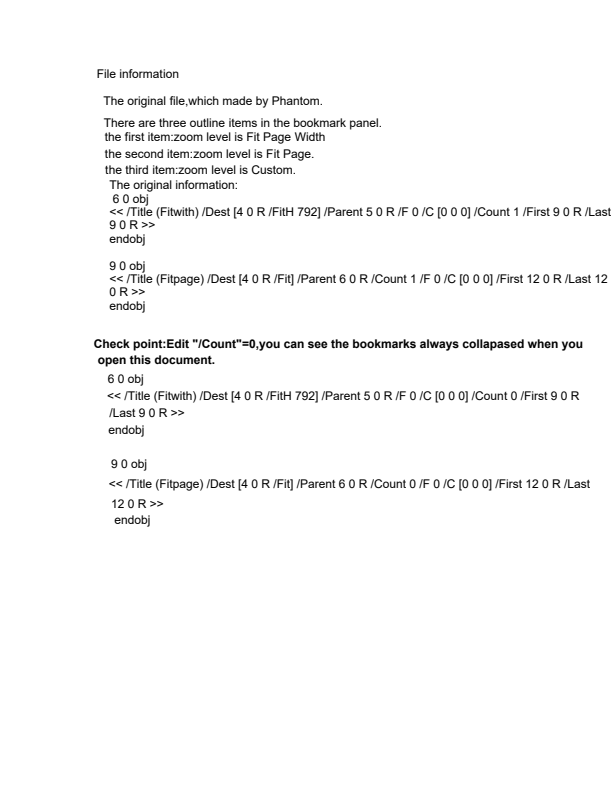 File information
The original file,which made by Phantom.
There are three outline items in the bookmark panel.
the first item:zoom level is Fit Page Width
the second item:zoom level is Fit Page.
the third item:zoom level is Custom.
The original information:
6 0 obj
<< /Title (Fitwith) /Dest [4 0 R /FitH 792] /Parent 5 0 R /F 0 /C [0 0 0] /Count 1 /First 9 0 R /Last
9 0 R >>
endobj
9 0 obj
<< /Title (Fitpage) /Dest [4 0 R /Fit] /Parent 6 0 R /Count 1 /F 0 /C [0 0 0] /First 12 0 R /Last 12
0 R >>
endobj
Check point:Edit "/Count"=0,you can see the bookmarks always collapased when you
open this document.
6 0 obj
<< /Title (Fitwith) /Dest [4 0 R /FitH 792] /Parent 5 0 R /F 0 /C [0 0 0] /Count 0 /First 9 0 R
/Last 9 0 R >>
endobj
9 0 obj
<< /Title (Fitpage) /Dest [4 0 R /Fit] /Parent 6 0 R /Count 0 /F 0 /C [0 0 0] /First 12 0 R /Last
12 0 R >>
endobj